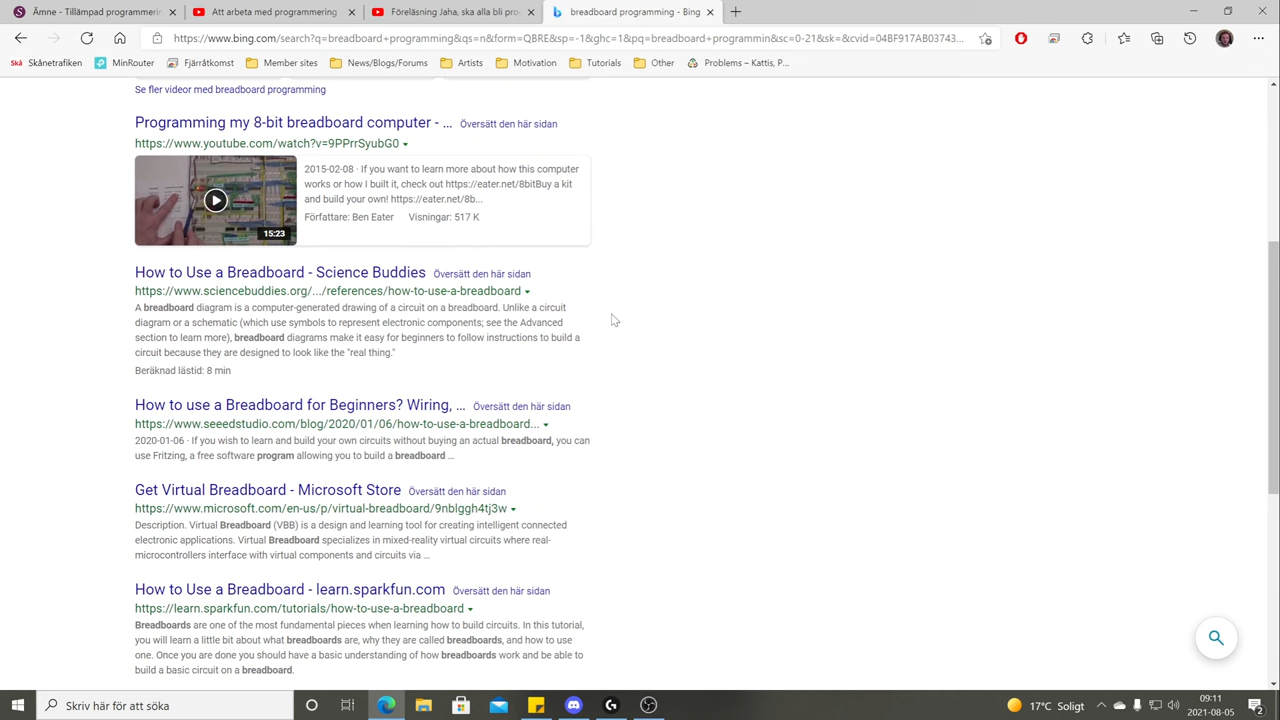 Ämne - Tillämpad programmerin
Att arbeta med programmering
Föreläsning Jaha, ska alla bli pro
breadboard programming - Bing
https://www.bing.com/search?q=breadboard+programming&qs=n&form=QBRE&sp=-1&ghc=1&pq=breadboard+programmin&sc=0-21&sk=&cvid=04BF917AB03743...
Skå Skånetrafiken
MinRouter
Fjäråtkomst
Member sites
News/Blogs/Forums
Artists
Motivation
Tutorials
Other
Problems – Kattis, P...
Se fler videor med breadboard programming
Programming my 8-bit breadboard computer - ... Översätt den här sidan
https://www.youtube.com/watch?v=9PPrrSyubG0
2015-02-08 · If you want to learn more about how this computer
works or how I built it, check out https://eater.net/8bitBuy a kit
and build your own! https://eater.net/8b...
Författare: Ben Eater Visningar: 517 K
15:23
How to Use a Breadboard - Science Buddies Översätt den här sidan
https://www.sciencebuddies.org/.../references/how-to-use-a-breadboard
A breadboard diagram is a computer-generated drawing of a circuit on a breadboard. Unlike a circuit
diagram or a schematic (which use symbols to represent electronic components; see the Advanced
section to learn more), breadboard diagrams make it easy for beginners to follow instructions to build a
circuit because they are designed to look like the "real thing."
Beräknad lästid: 8 min
How to use a Breadboard for Beginners? Wiring, ... Översätt den här sidan
https://www.seeedstudio.com/blog/2020/01/06/how-to-use-a-breadboard...
2020-01-06 · If you wish to learn and build your own circuits without buying an actual breadboard, you can
use Fritzing, a free software program allowing you to build a breadboard ...
Get Virtual Breadboard - Microsoft Store Översätt den här sidan
https://www.microsoft.com/en-us/p/virtual-breadboard/9nblggh4tj3w
Description. Virtual Breadboard (VBB) is a design and learning tool for creating intelligent connected
electronic applications. Virtual Breadboard specializes in mixed-reality virtual circuits where real-
microcontrollers interface with virtual components and circuits via ...
How to Use a Breadboard - learn.sparkfun.com Översätt den här sidan
https://learn.sparkfun.com/tutorials/how-to-use-a-breadboard
Breadboards are one of the most fundamental pieces when learning how to build circuits. In this tutorial,
you will learn a little bit about what breadboards are, why they are called breadboards, and how to use
one. Once you are done you should have a basic understanding of how breadboards work and be able to
build a basic circuit on a breadboard.
Skriv här för att söka
17°C Soligt
09:11
2021-08-05
2